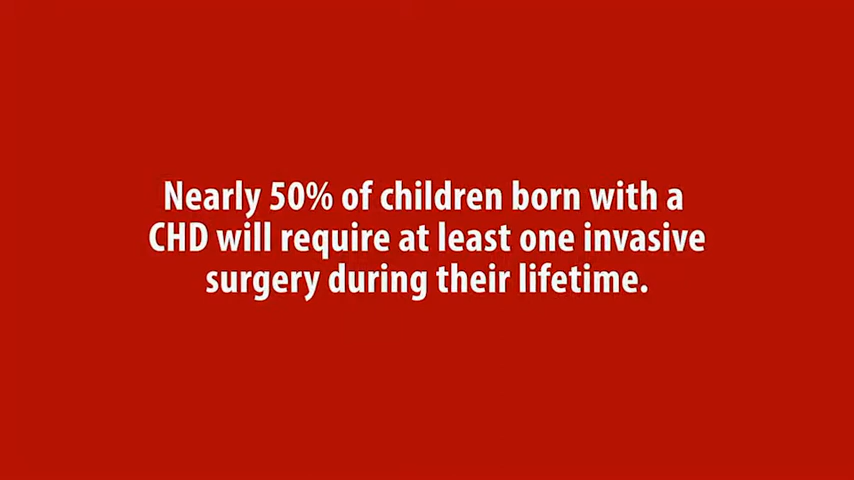 Nearly 50% of children born with a
CHD will require at least one invasive
surgery during their lifetime.